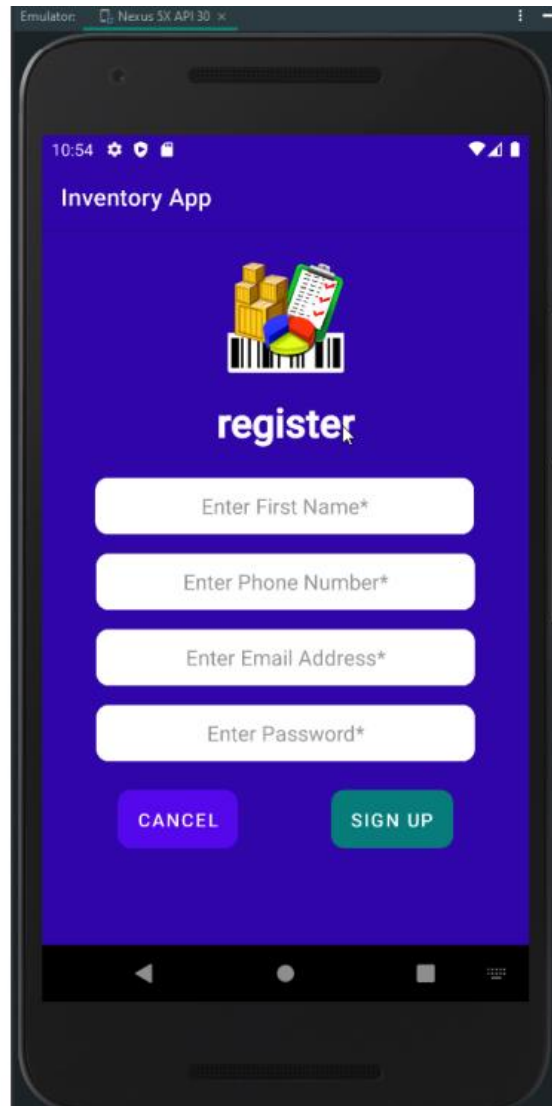 Emulator: Nexus 5X API 30
10:54
Inventory App
register
Enter First Name*
Enter Phone Number*
Enter Email Address*
Enter Password*
CANCEL SIGN UP